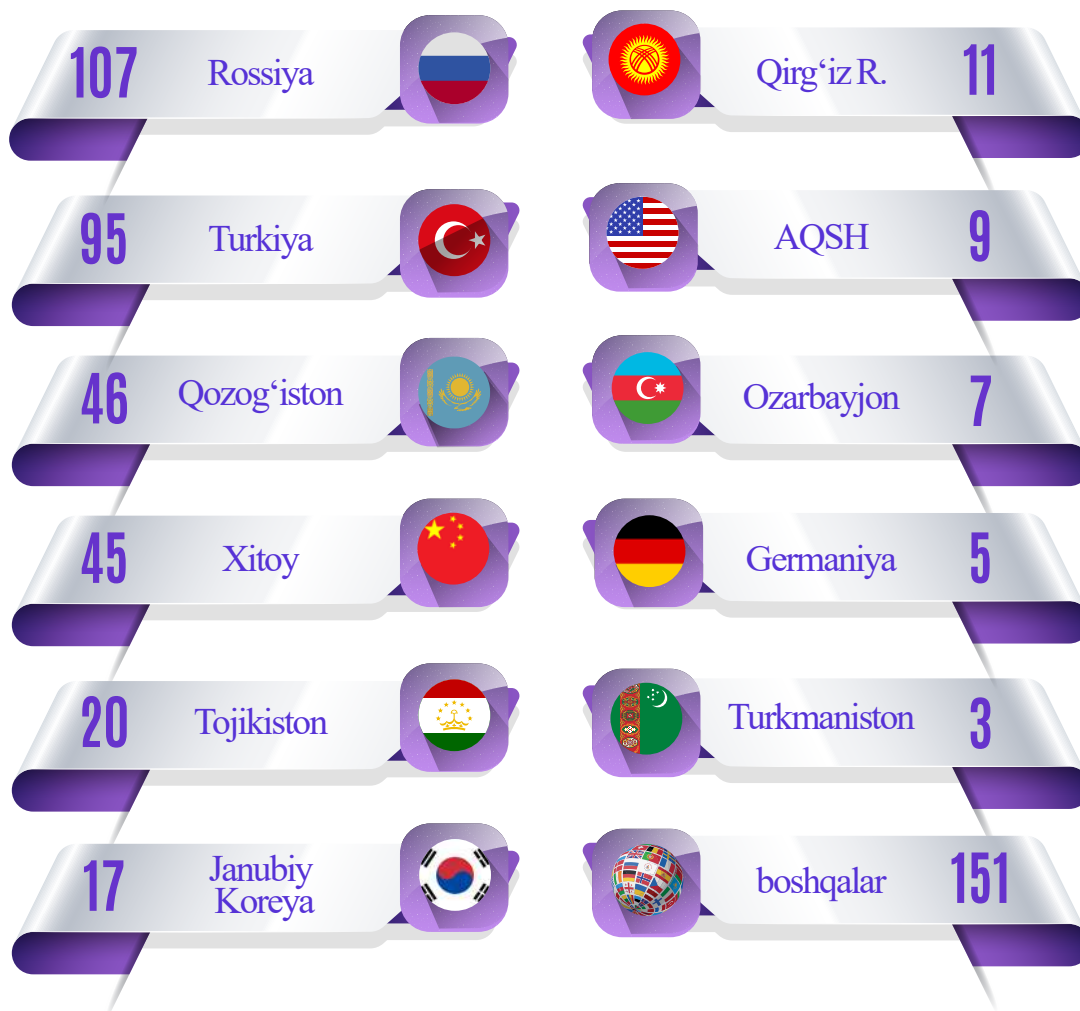 107 Rossiya
95 Turkiya
46 Qozog‘iston
45 Xitoy
20 Tojikiston
17 Janubiy
Koreya
Qirg‘iz R. 11
AQSH 9
Ozarbayjon 7
Germaniya 5
Turkmaniston 3
boshqalar 151